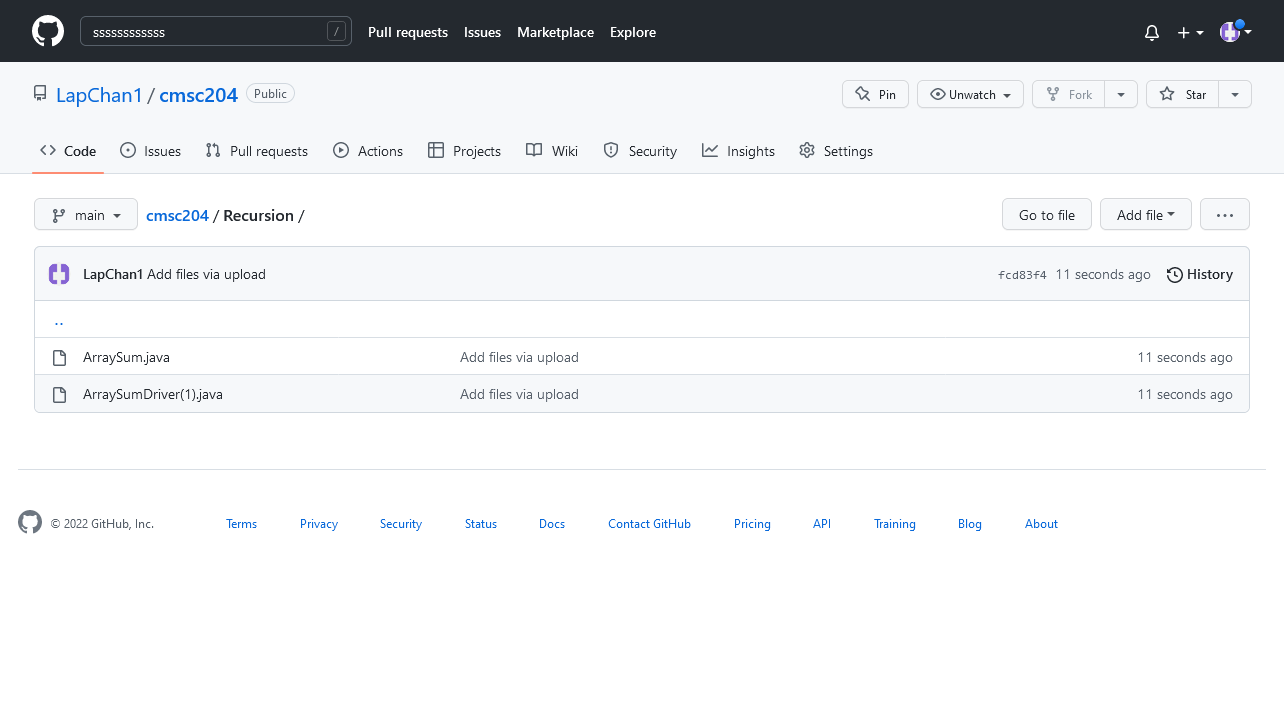 ssssssssssss / Pull requests Issues Marketplace Explore
LapChan1 / cmsc204 Public Pin Unwatch Fork Star
Code Issues Pull requests Actions Projects Wiki Security Insights Settings
main cmsc204 / Recursion / Go to file Add file ...
LapChan1 Add files via upload fcd83f4 11 seconds ago History
..
ArraySum.java Add files via upload 11 seconds ago
ArraySumDriver(1).java Add files via upload 11 seconds ago
© 2022 GitHub, Inc. Terms Privacy Security Status Docs Contact GitHub Pricing API Training Blog About